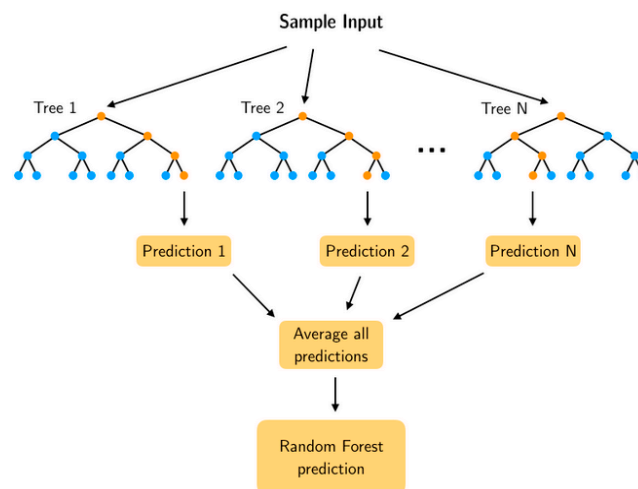 Sample Input
Tree 1
Tree 2
Tree N
...
Prediction 1
Prediction 2
Prediction N
Average all
predictions
Random Forest
prediction